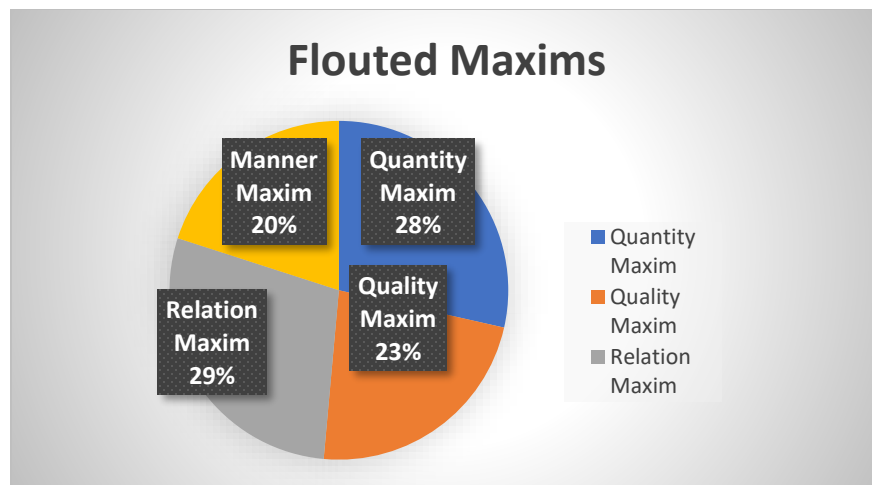 Flouted Maxims
Manner
Maxim
20%
Quantity
Maxim
28%
Quality
Maxim
23%
Relation
Maxim
29%
Quantity
Maxim
Quality
Maxim
Relation
Maxim